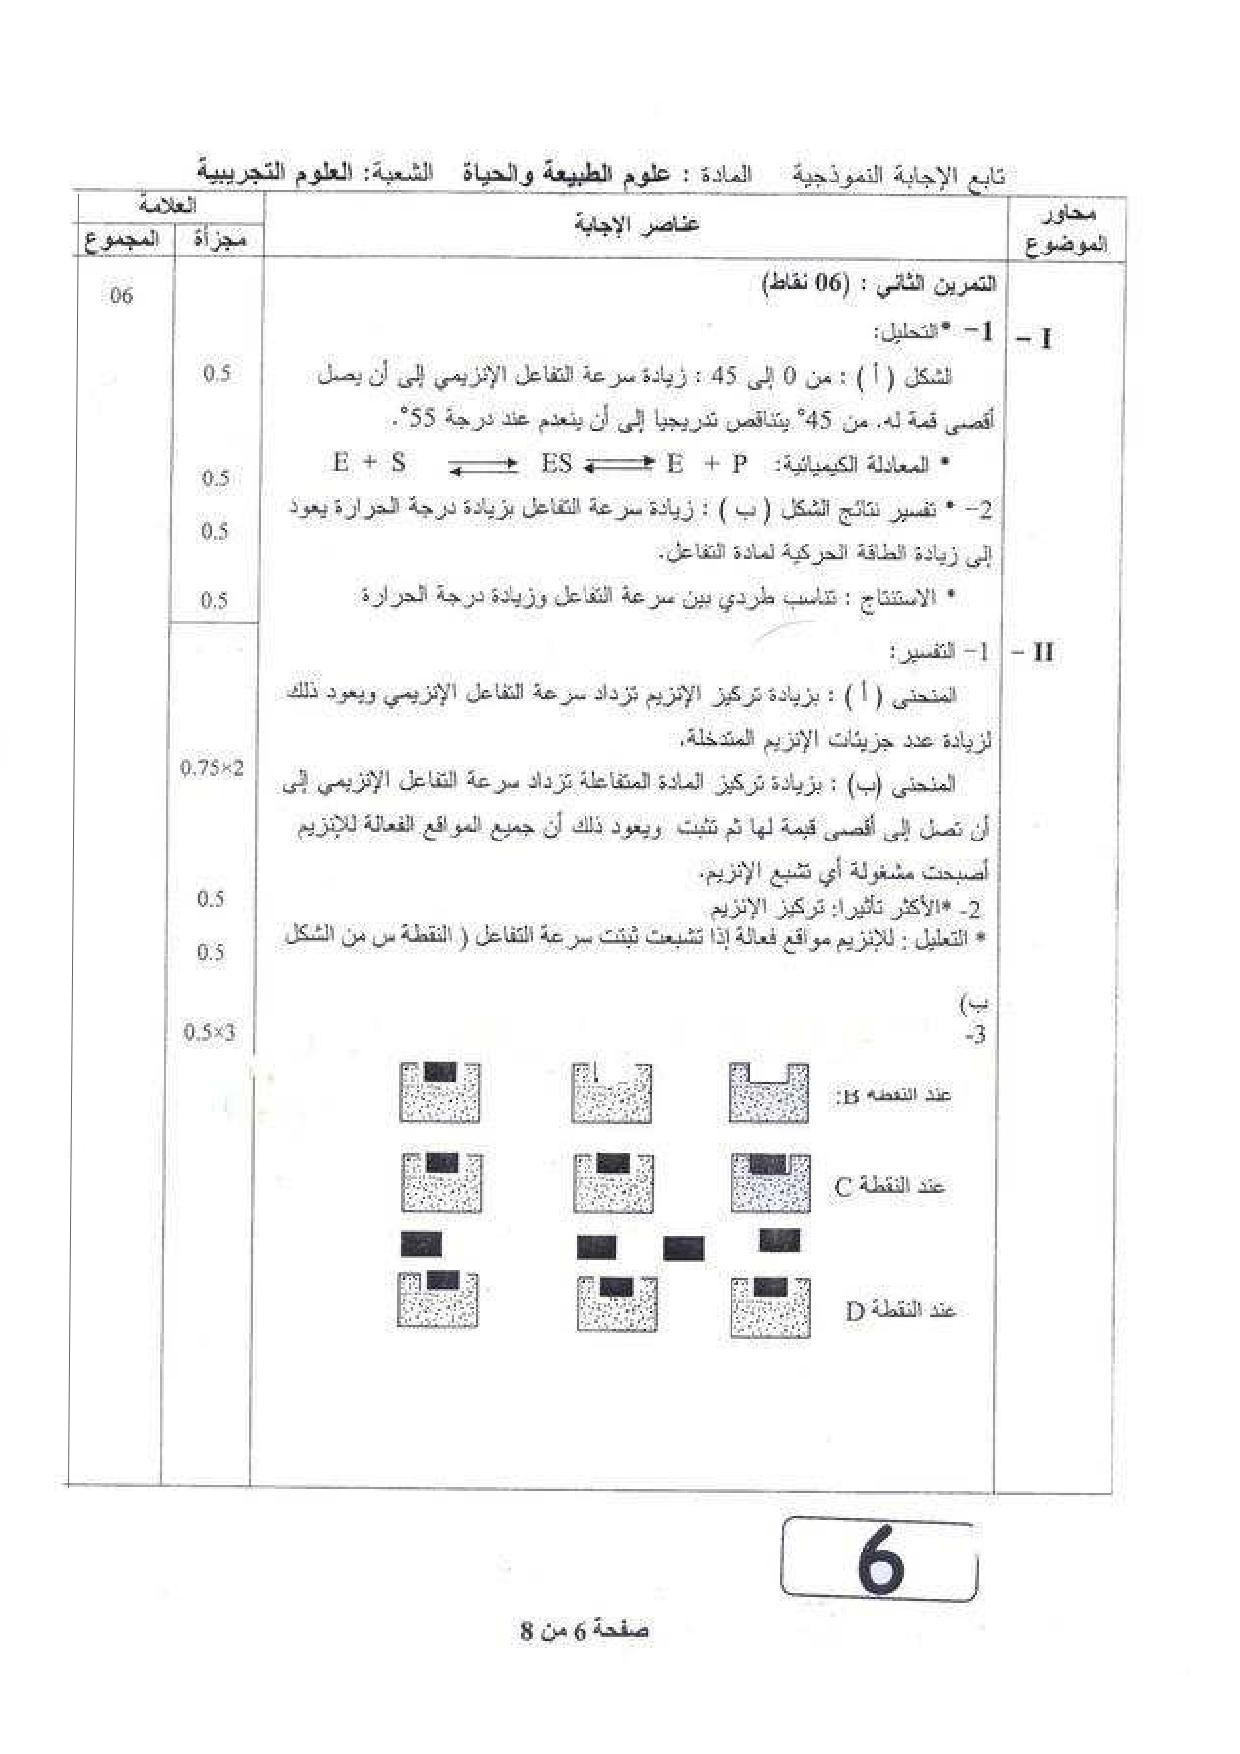 تابع الإجابة النموذجية المادة : علوم الطبيعة والحياة الشعبة: العلوم التجريبية
محاور الموضوع
عناصر الإجابة
العلامة
مجزأة
المجموع
التمرين الثاني : (06 نقاط)
06
I –
1- *التحليل:
لشكل ( أ ) : من 0 إلى 45 : زيادة سرعة التفاعل الإنزيمي إلى أن يصل
0.5
أقصى قمة له. من 45° يتناقص تدريجيا إلى أن ينعدم عند درجة 55°.
* المعادلة الكيميائية: E + S ⇌ ES ⇌ E + P
0.5
2- * تفسير نتائج الشكل ( ب ) : زيادة سرعة التفاعل بزيادة درجة الحرارة يعود
0.5
إلى زيادة الطاقة الحركية لمادة التفاعل.
* الاستنتاج : تناسب طردي بين سرعة التفاعل وزيادة درجة الحرارة
0.5
II –
1- التفسير:
المنحنى ( أ ) : بزيادة تركيز الإنزيم تزداد سرعة التفاعل الإنزيمي ويعود ذلك
لزيادة عدد جزيئات الإنزيم المتدخلة.
0.75×2
المنحنى (ب) : بزيادة تركيز المادة المتفاعلة تزداد سرعة التفاعل الإنزيمي إلى
أن تصل إلى أقصى قيمة لها ثم تثبت ويعود ذلك أن جميع المواقع الفعالة للإنزيم
أصبحت مشغولة أي تشبع الإنزيم.
2- *الأكثر تأثيرا: تركيز الإنزيم
0.5
* التعليل : للإنزيم مواقع فعالة إذا تشبعت ثبتت سرعة التفاعل ( النقطة س من الشكل
0.5
ب)
3-
0.5×3
عند النقطة B:
عند النقطة C
عند النقطة D
6
صفحة 6 من 8